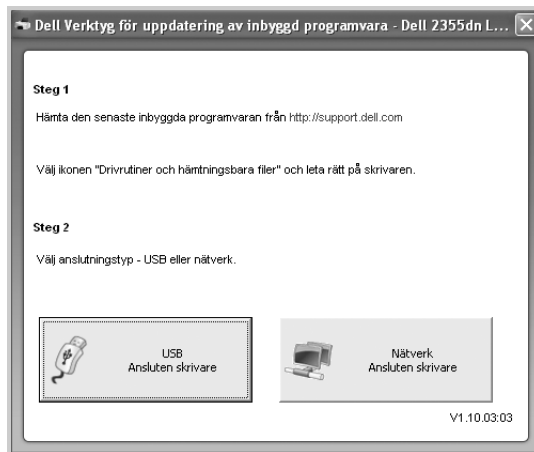 Dell Verktyg för uppdatering av inbyggd programvara - Dell 2355dn L...
Steg 1
Hämta den senaste inbyggda programvaran från http://support.dell.com
Välj ikonen "Drivrutiner och hämtningsbara filer" och leta rätt på skrivaren.
Steg 2
Välj anslutningstyp - USB eller nätverk.
USB
Ansluten skrivare
Nätverk
Ansluten skrivare
V1.10.03:03